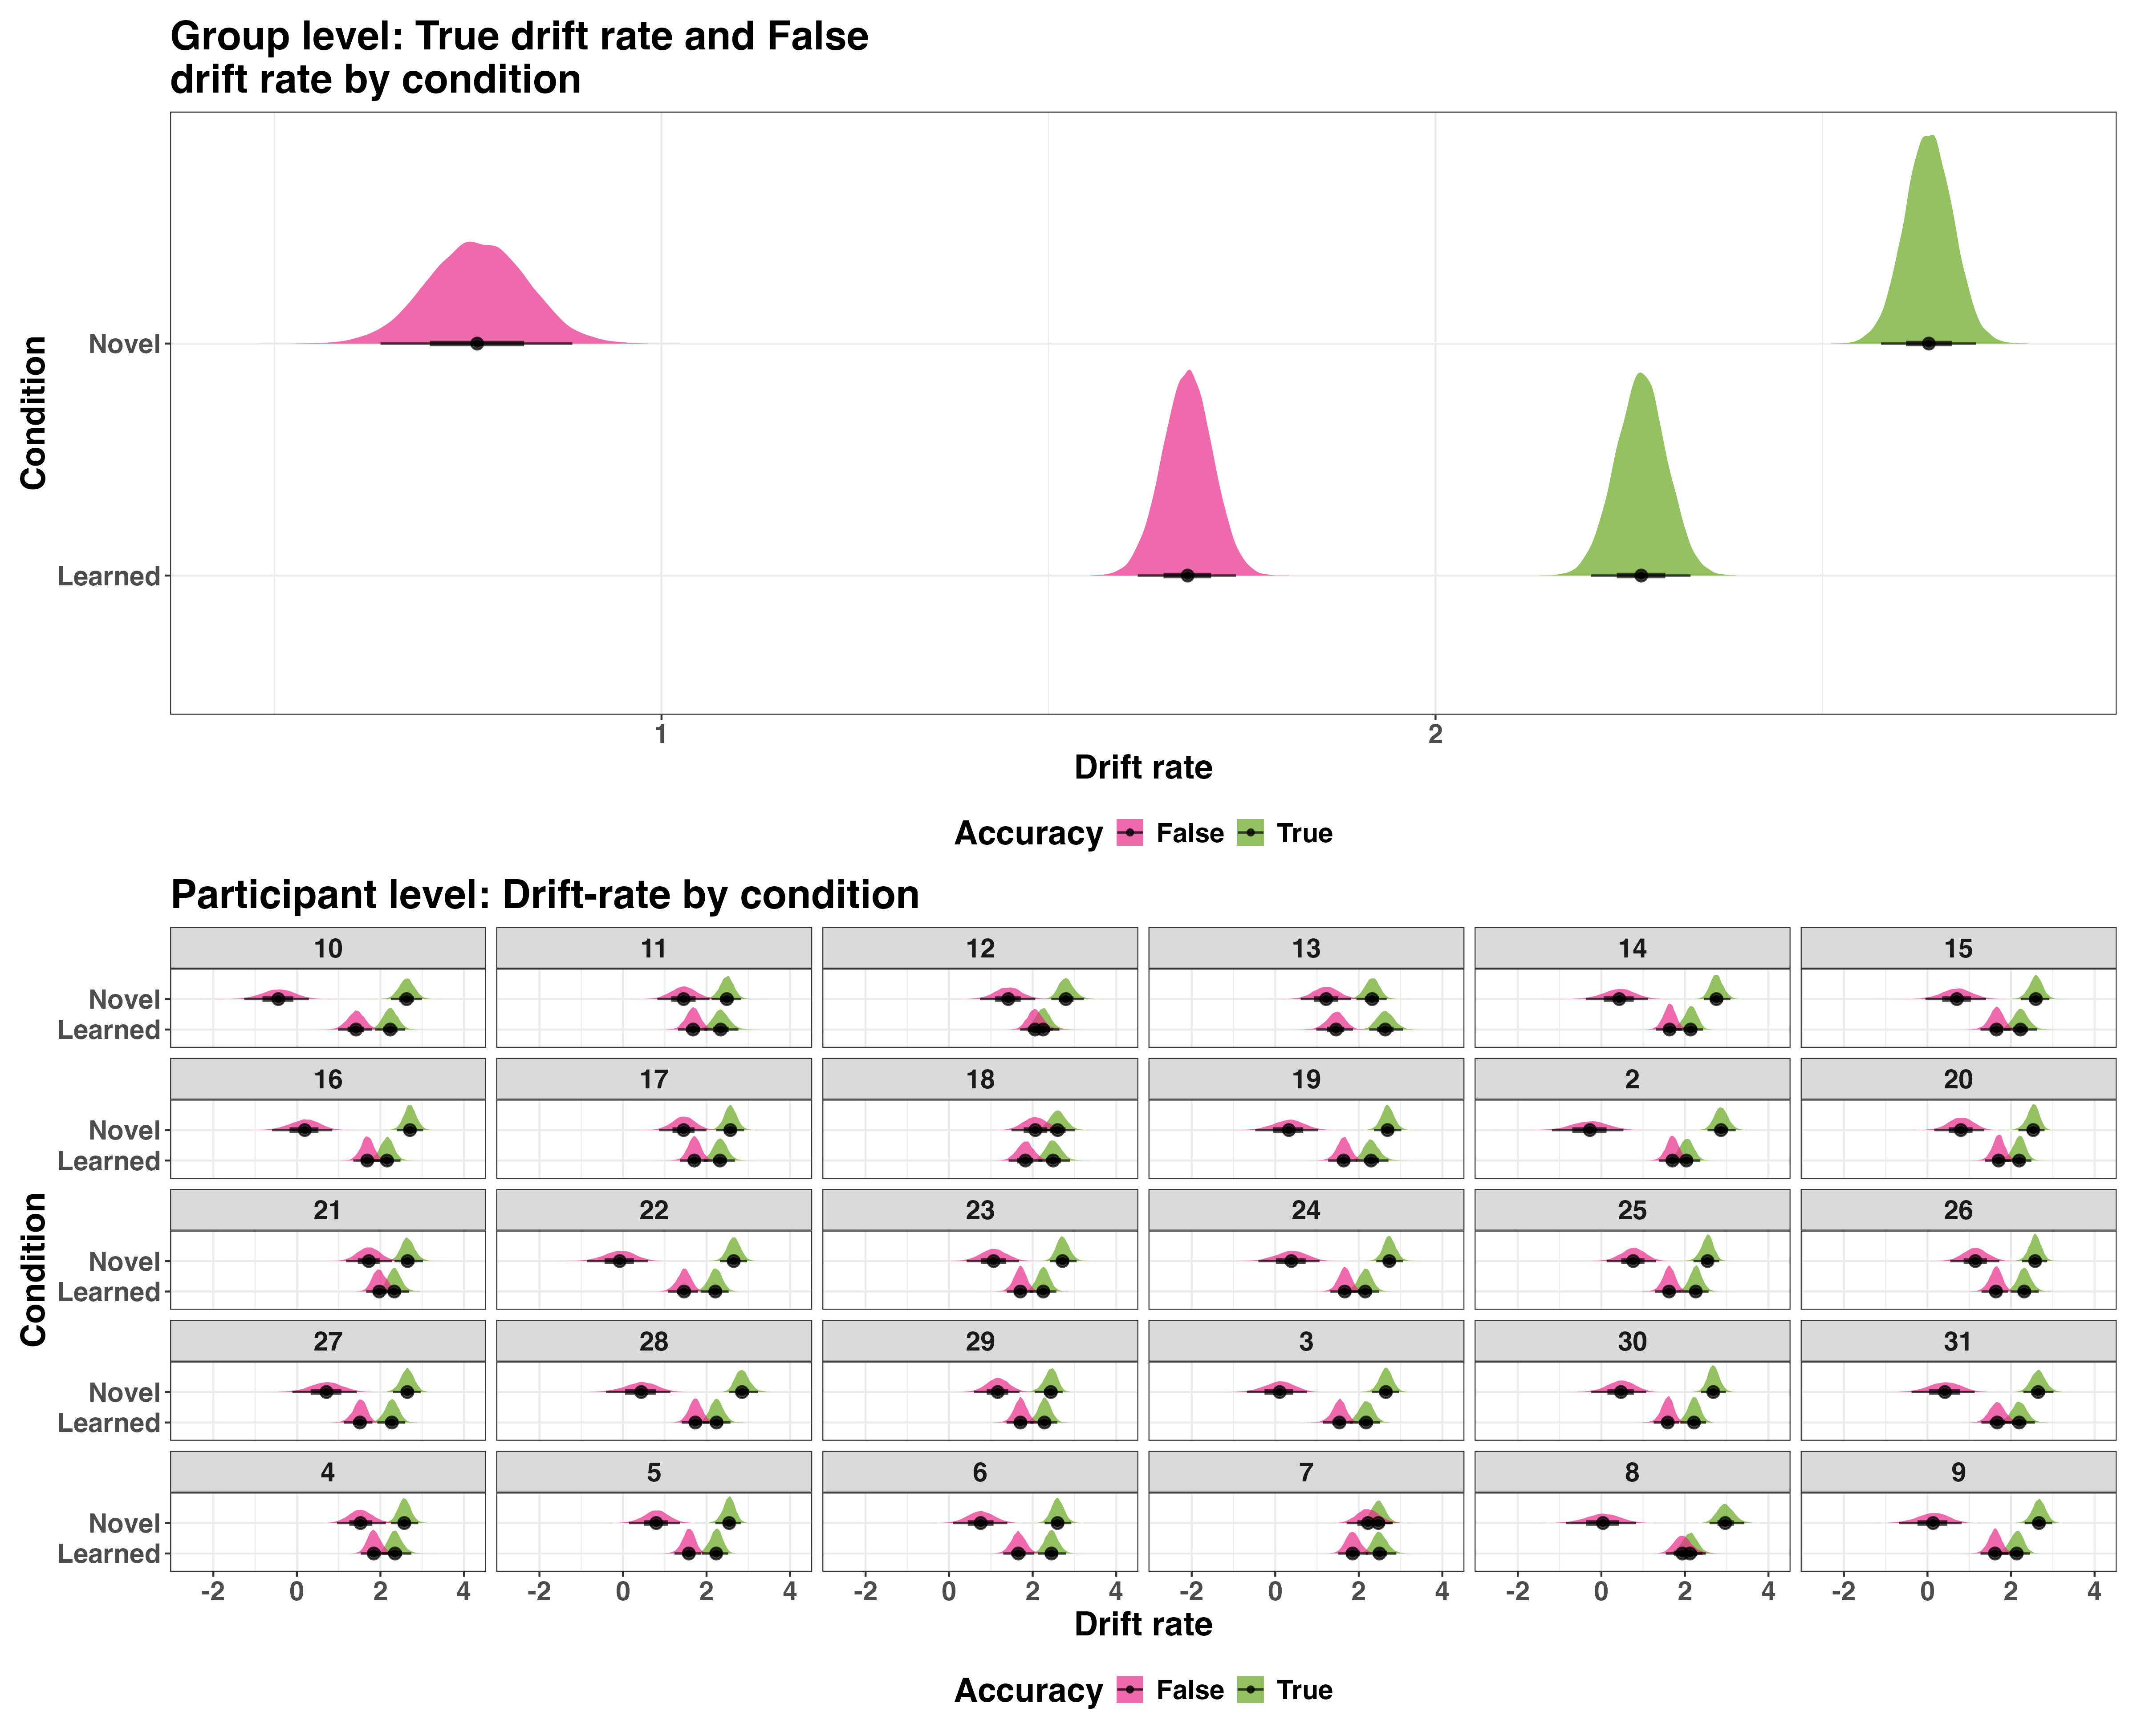 Group level: True drift rate and False
drift rate by condition
Condition
Novel
Learned
1 2
Drift rate
Accuracy False True
Participant level: Drift-rate by condition
Condition
10 11 12 13 14 15
Novel
Learned
16 17 18 19 2 20
Novel
Learned
21 22 23 24 25 26
Novel
Learned
27 28 29 3 30 31
Novel
Learned
4 5 6 7 8 9
Novel
Learned
-2 0 2 4 -2 0 2 4 -2 0 2 4 -2 0 2 4 -2 0 2 4 -2 0 2 4
Drift rate
Accuracy False True